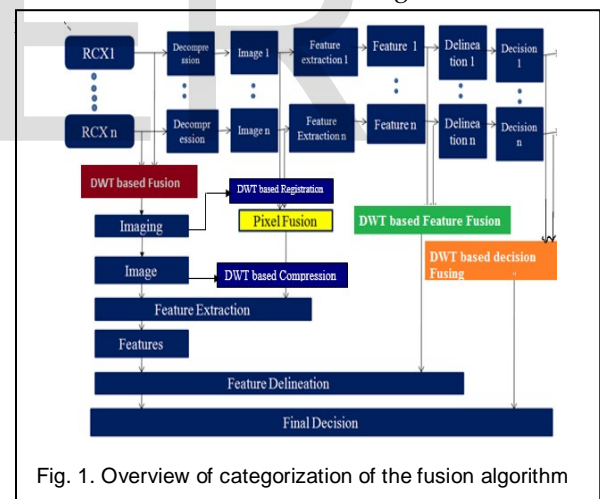 RCX1
Decompre
ssion
Image 1
Feature
extraction 1
Feature 1
Delineation
1
Decision
1
RCX n
Decompr
ession
Image n
Feature
Extraction n
Feature n
Delinea
tion n
Decision
n
DWT based Fusion
DWT based Registration
Imaging
Pixel Fusion
DWT based Feature Fusion
DWT based decision
Fusing
Image
DWT based Compression
Feature Extraction
Features
Feature Delineation
Final Decision
Fig. 1. Overview of categorization of the fusion algorithm